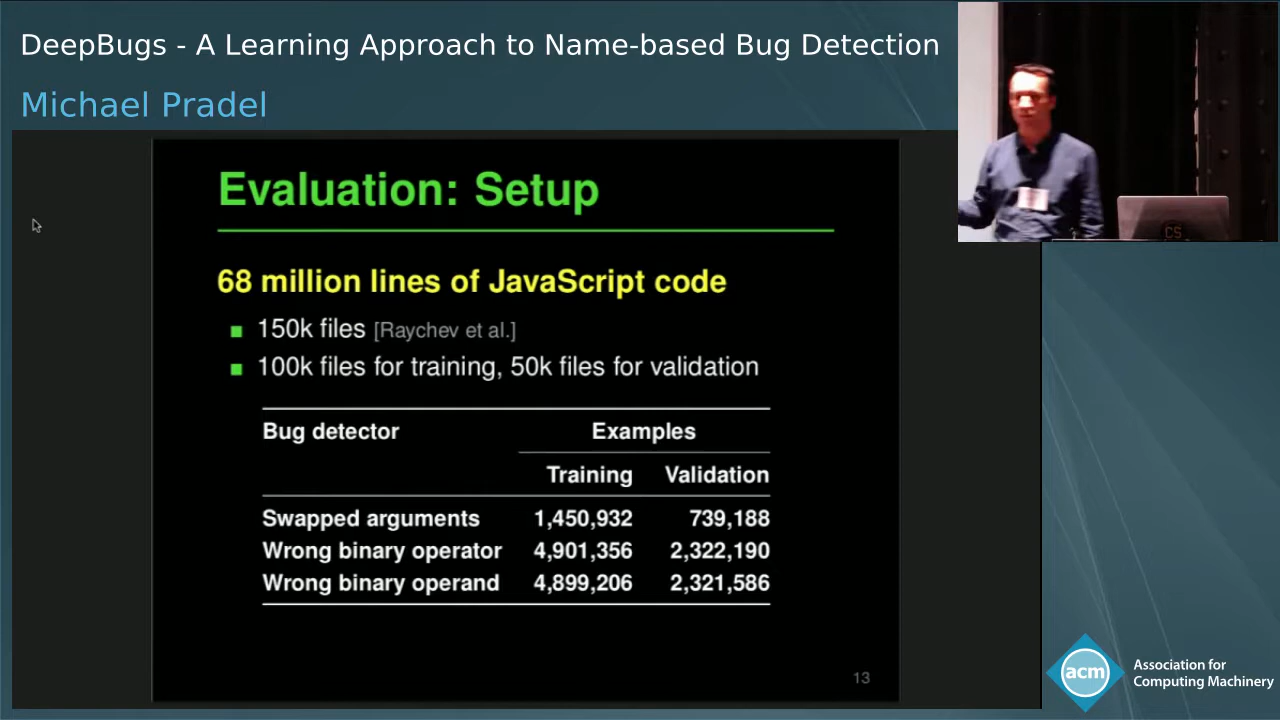 DeepBugs - A Learning Approach to Name-based Bug Detection
Michael Pradel
Evaluation: Setup
68 million lines of JavaScript code
150k files [Raychev et al.]
100k files for training, 50k files for validation
Bug detector Examples
Training Validation
Swapped arguments 1,450,932 739,188
Wrong binary operator 4,901,356 2,322,190
Wrong binary operand 4,899,206 2,321,586
13
CS
acm
Association for
Computing Machinery